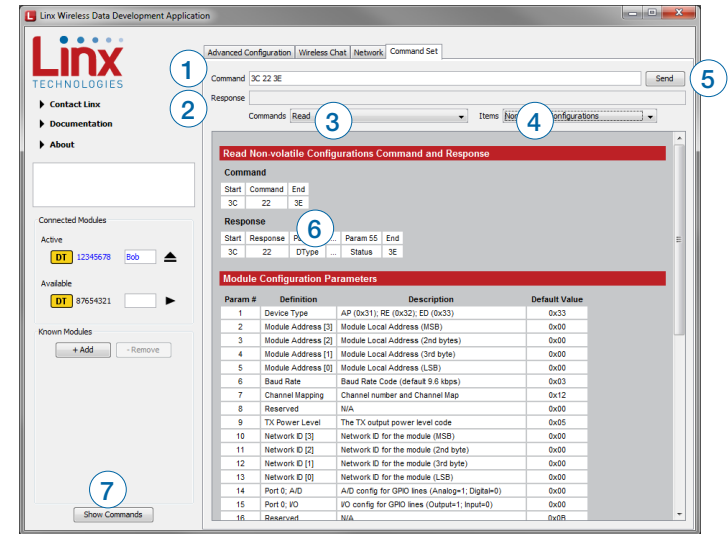 Linx Wireless Data Development Application
Linx
TECHNOLOGIES
Contact Linx
Documentation
About
Connected Modules
Active
DT 12345678 Bob
Available
DT 87654321
Known Modules
+ Add - Remove
7
Show Commands
Advanced Configuration Wireless Chat Network Command Set
1
Command 3C 22 3E Send 5
2
Response
Commands Read 3 Items 4 Configurations
Read Non-volatile Configurations Command and Response
Command
Start Command End
3C 22 3E
Response 6
Start Response ... Param 55 End
3C 22 DType ... Status 3E
Module Configuration Parameters
Param # Definition Description Default Value
1 Device Type AP (0x31); RE (0x32); ED (0x33) 0x33
2 Module Address [3] Module Local Address (MSB) 0x00
3 Module Address [2] Module Local Address (2nd bytes) 0x00
4 Module Address [1] Module Local Address (3rd byte) 0x00
5 Module Address [0] Module Local Address (LSB) 0x00
6 Baud Rate Baud Rate Code (default 9.6 kbps) 0x03
7 Channel Mapping Channel number and Channel Map 0x12
8 Reserved N/A 0x00
9 TX Power Level The TX output power level code 0x05
10 Network ID [3] Network ID for the module (MSB) 0x00
11 Network ID [2] Network ID for the module (2nd byte) 0x00
12 Network ID [1] Network ID for the module (3rd byte) 0x00
13 Network ID [0] Network ID for the module (LSB) 0x00
14 Port 0; A/D A/D config for GPIO lines (Analog=1; Digital=0) 0x00
15 Port 0; I/O I/O config for GPIO lines (Output=1; Input=0) 0x00
16 Reserved N/A 0x0B